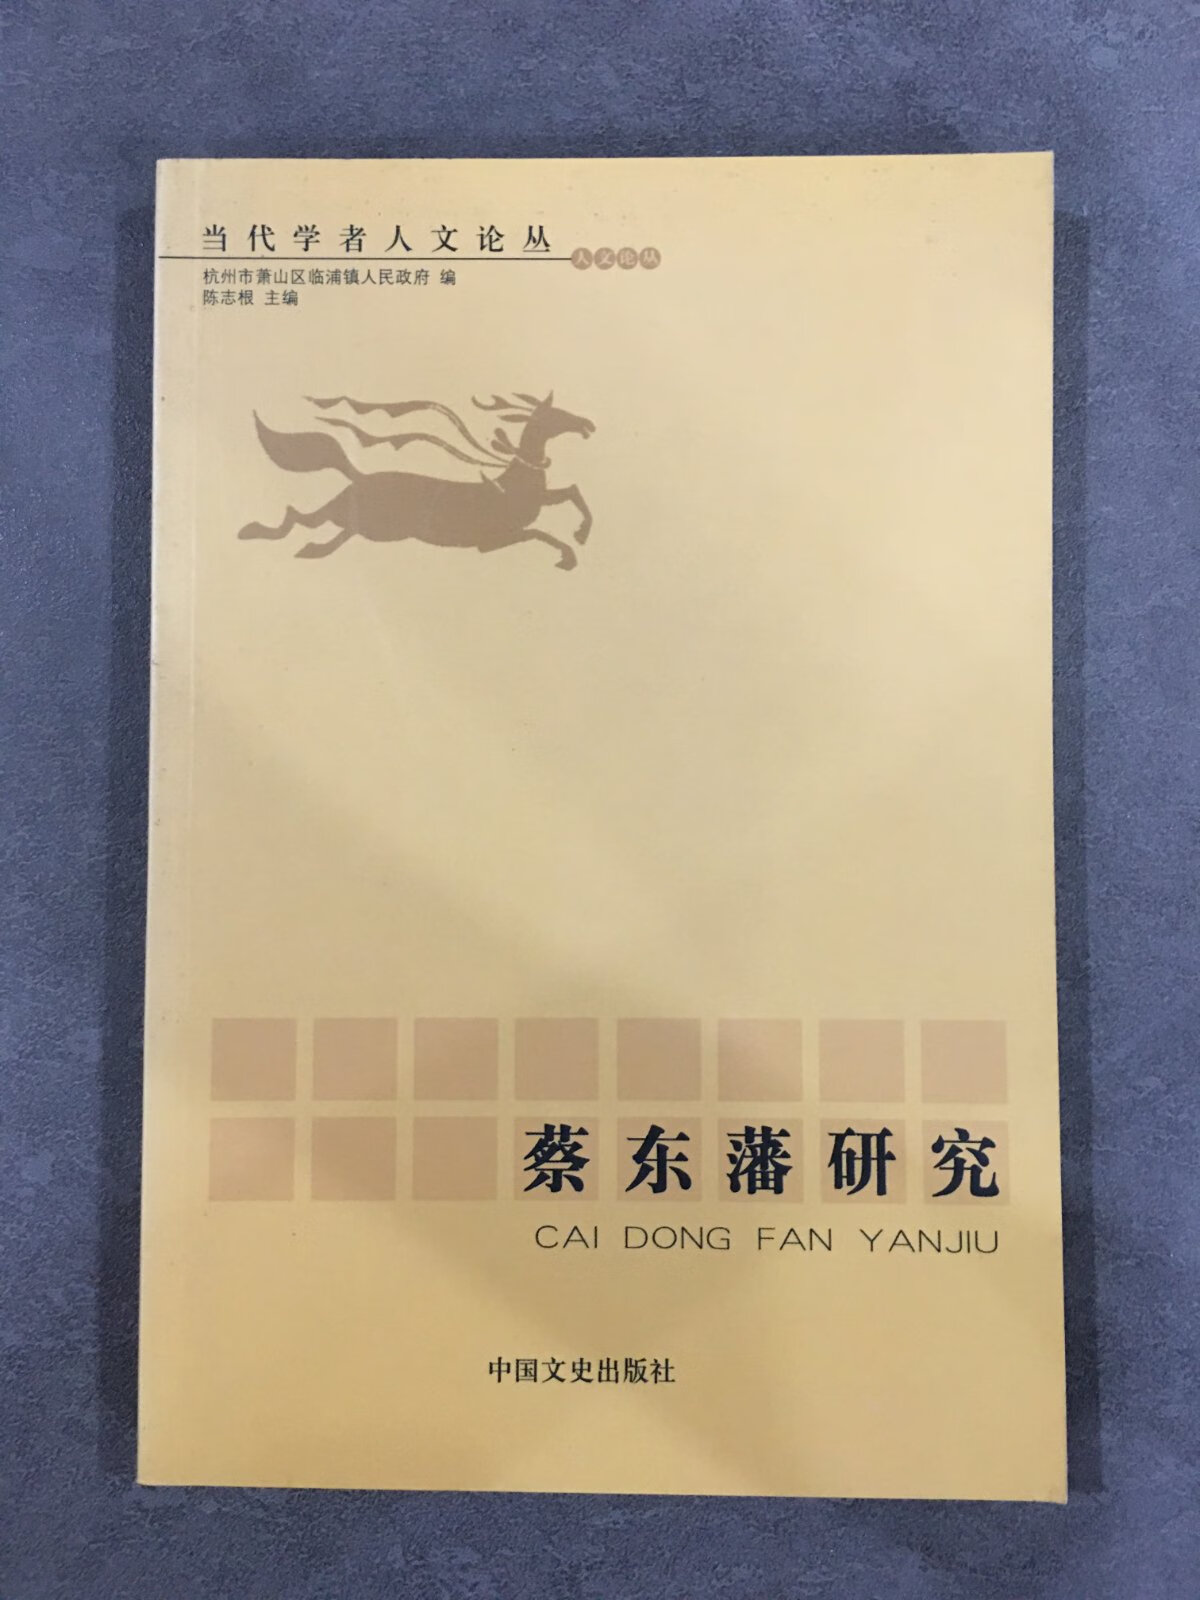 当代学者人文论丛
人文论丛
杭州市萧山区临浦镇人民政府 编
陈志根 主编
蔡东藩研究
CAI DONG FAN YANJIU
中国文史出版社